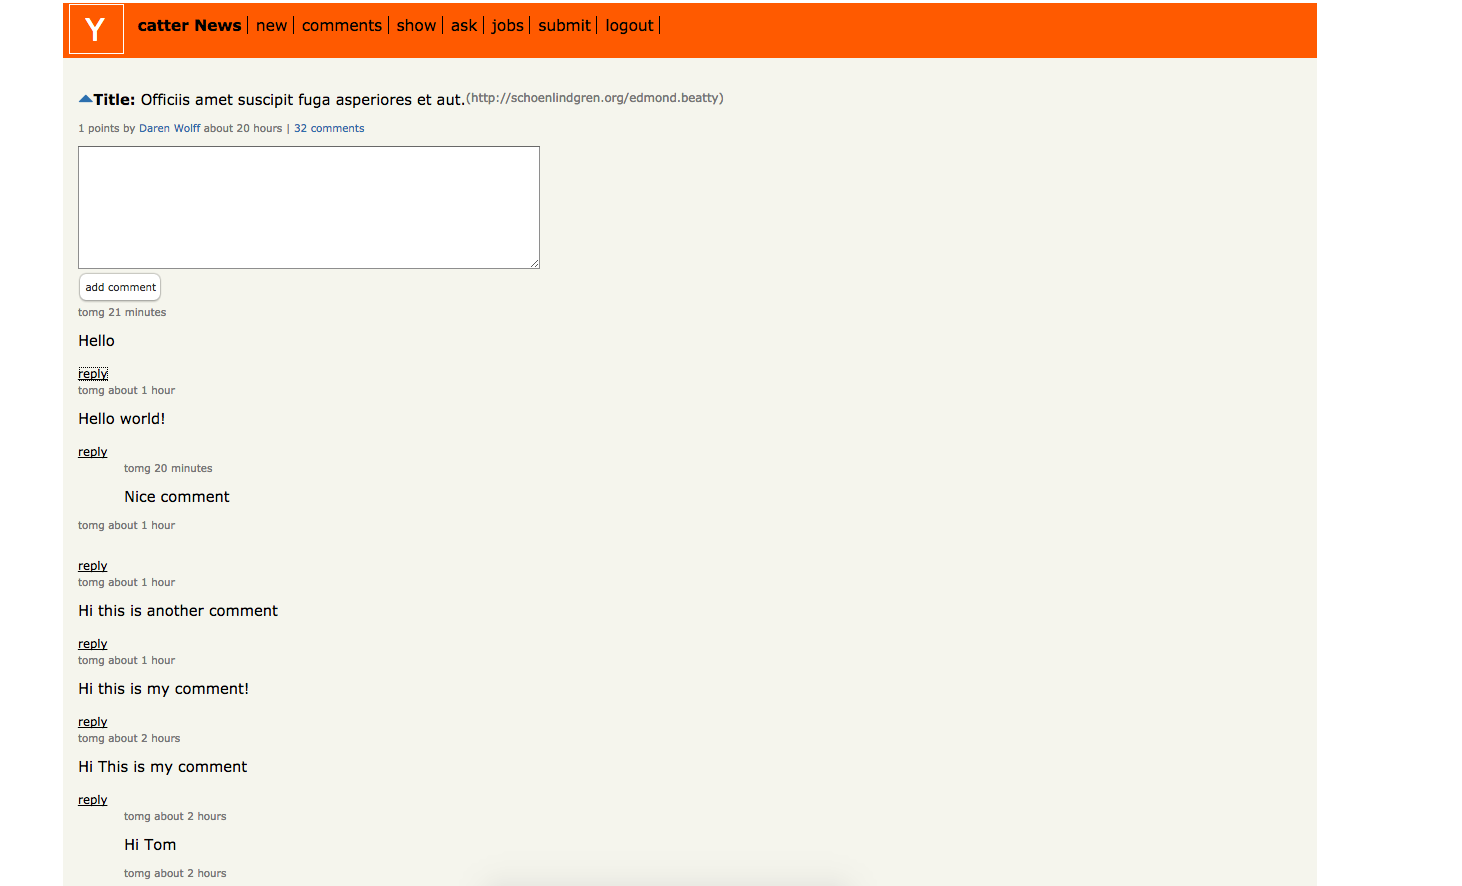 Y
catter News | new | comments | show | ask | jobs | submit | logout |
Title: Officiis amet suscipit fuga asperiores et aut.(http://schoenlindgren.org/edmond.beatty)
1 points by Daren Wolff about 20 hours | 32 comments
add comment
tomg 21 minutes
Hello
reply
tomg about 1 hour
Hello world!
reply
tomg 20 minutes
Nice comment
tomg about 1 hour
reply
tomg about 1 hour
Hi this is another comment
reply
tomg about 1 hour
Hi this is my comment!
reply
tomg about 2 hours
Hi This is my comment
reply
tomg about 2 hours
Hi Tom
tomg about 2 hours